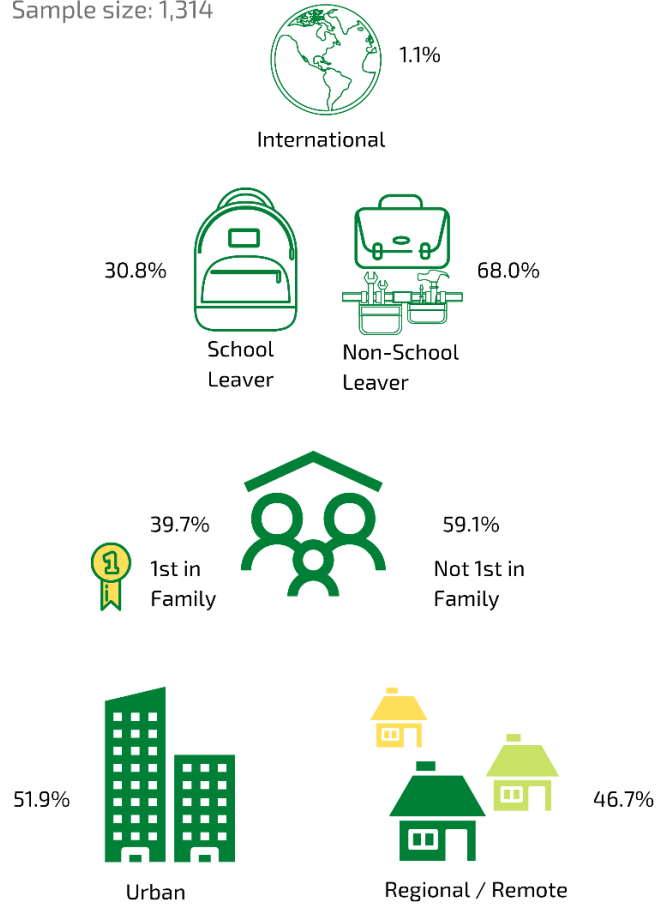 Sample size: 1,314
1.1%
International
30.8%
68.0%
School
Leaver
Non-School
Leaver
39.7%
59.1%
1
1st in
Family
Not 1st in
Family
51.9%
46.7%
Urban
Regional / Remote